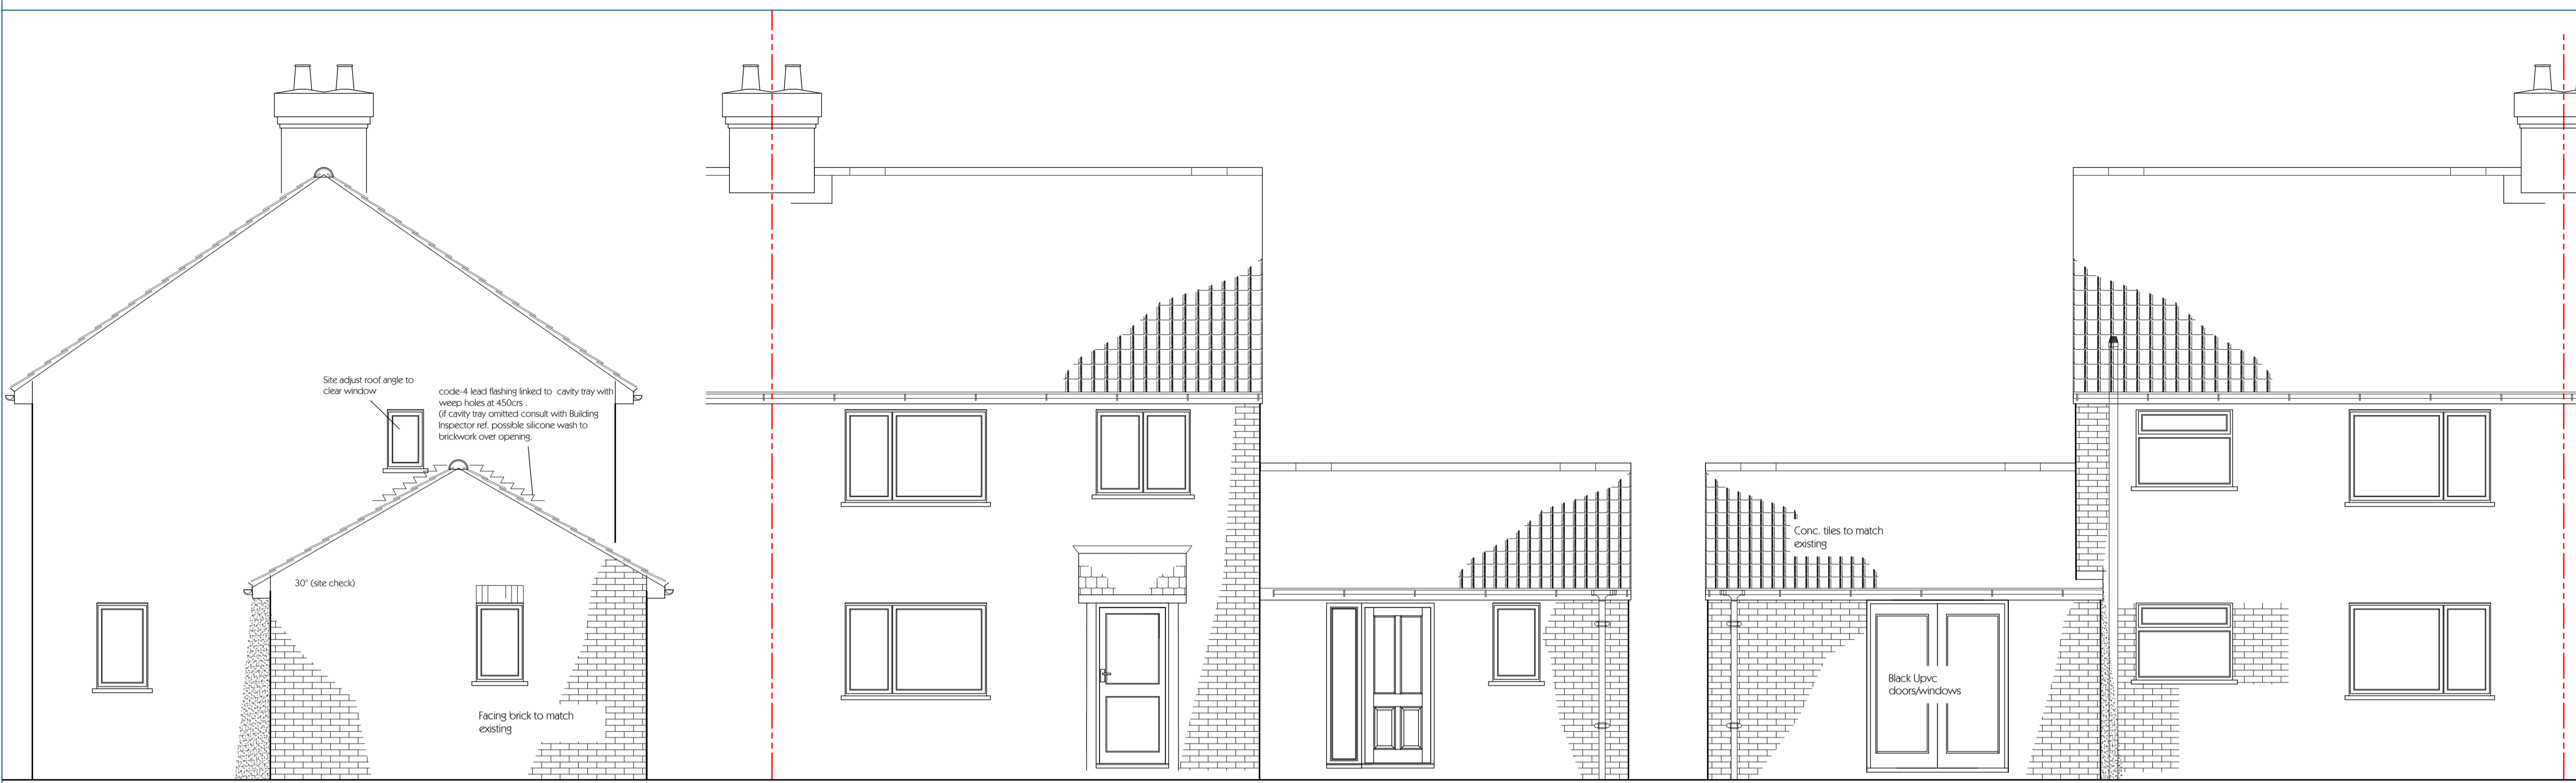 Site adjust roof angle to
clear window
code-4 lead flashing linked to cavity tray with
weep holes at 450crs .
(if cavity tray omitted consult with Building
Inspector ref. possible silicone wash to
brickwork over opening.
30° (site check)
Facing brick to match
existing
Conc. tiles to match
existing
Black Upvc
doors/windows